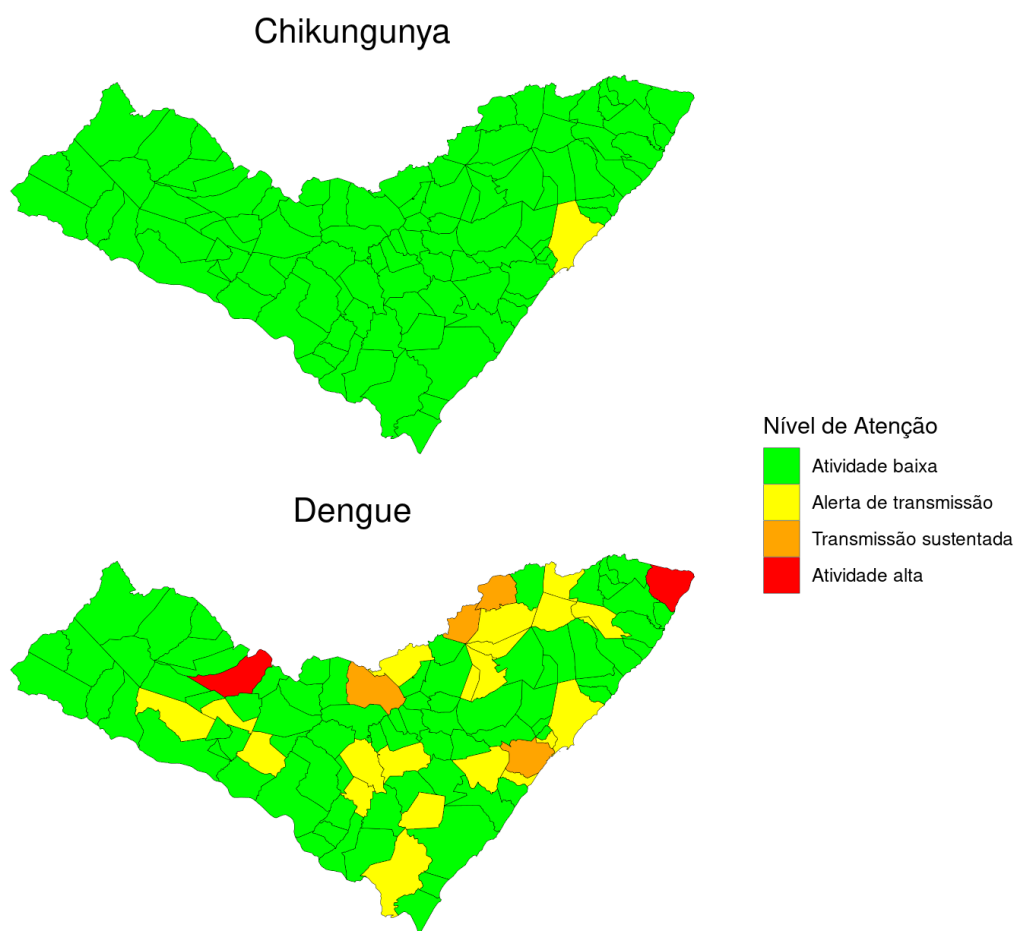 Chikungunya
Dengue
Nível de Atenção
Atividade baixa
Alerta de transmissão
Transmissão sustentada
Atividade alta